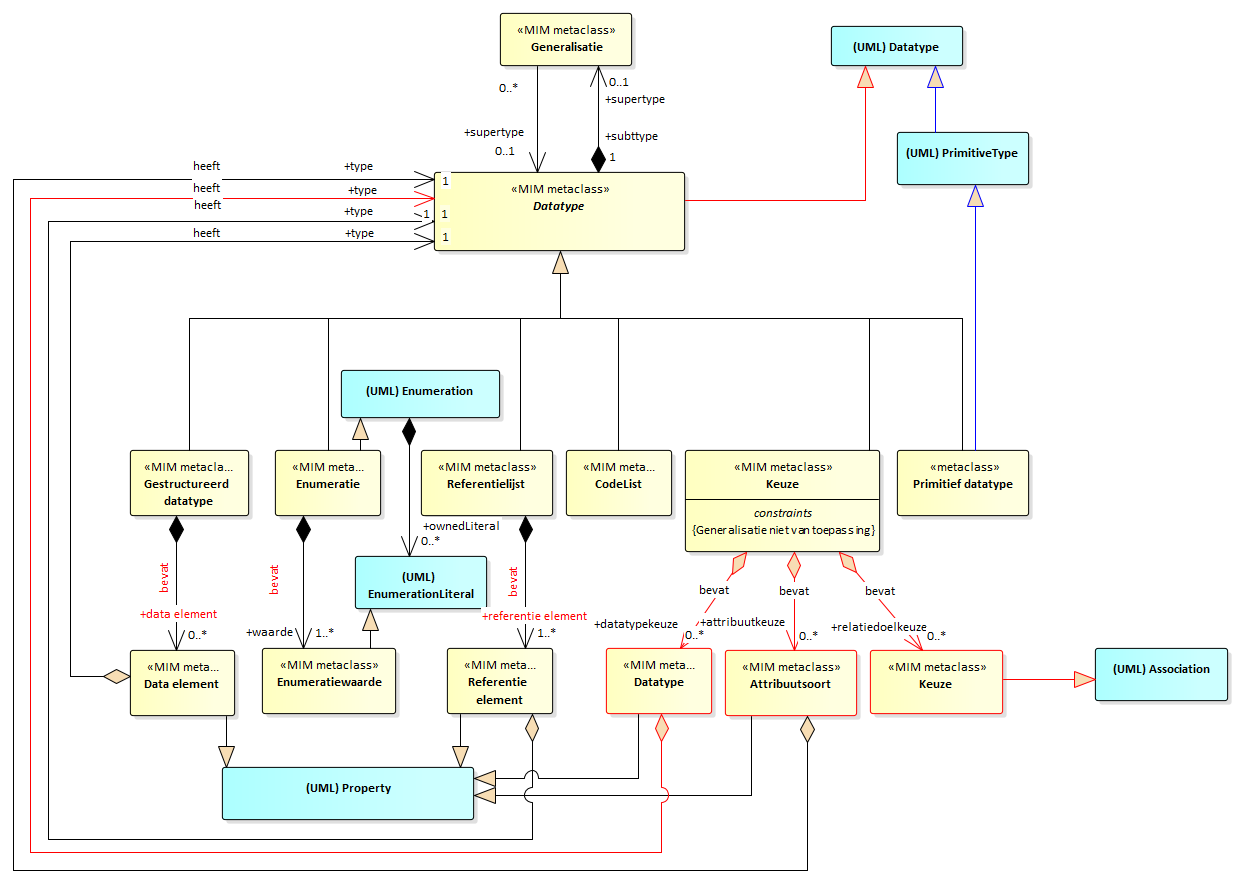 «MIM metaclass»
Generalisatie
(UML) Datatype
0..*
0..1
+supertype
+supertype
+subttype
0..1
1
(UML) PrimitiveType
heeft
+type
1
heeft
+type
heeft
+type
1
1
heeft
+type
1
«MIM metaclass»
Datatype
(UML) Enumeration
«MIM metacla...
Gestructureerd
datatype
«MIM meta...
Enumeratie
«MIM metaclass»
Referentielijst
«MIM meta...
CodeList
«MIM metaclass»
Keuze
constraints
{Generalisatie niet van toepassing}
«metaclass»
Primitief datatype
+ownedLiteral
0..*
bevat
+data element
0..*
bevat
+waarde
1..*
(UML)
EnumerationLiteral
bevat
+referentie element
1..*
bevat
+datatypekeuze
0..*
bevat
+attribuutkeuze
0..*
bevat
+relatiedoelkeuze
0..*
«MIM meta...
Data element
«MIM metaclass»
Enumeratiewaarde
«MIM meta...
Referentie
element
«MIM meta...
Datatype
«MIM metaclass»
Attribuutsoort
«MIM metaclass»
Keuze
(UML) Association
(UML) Property